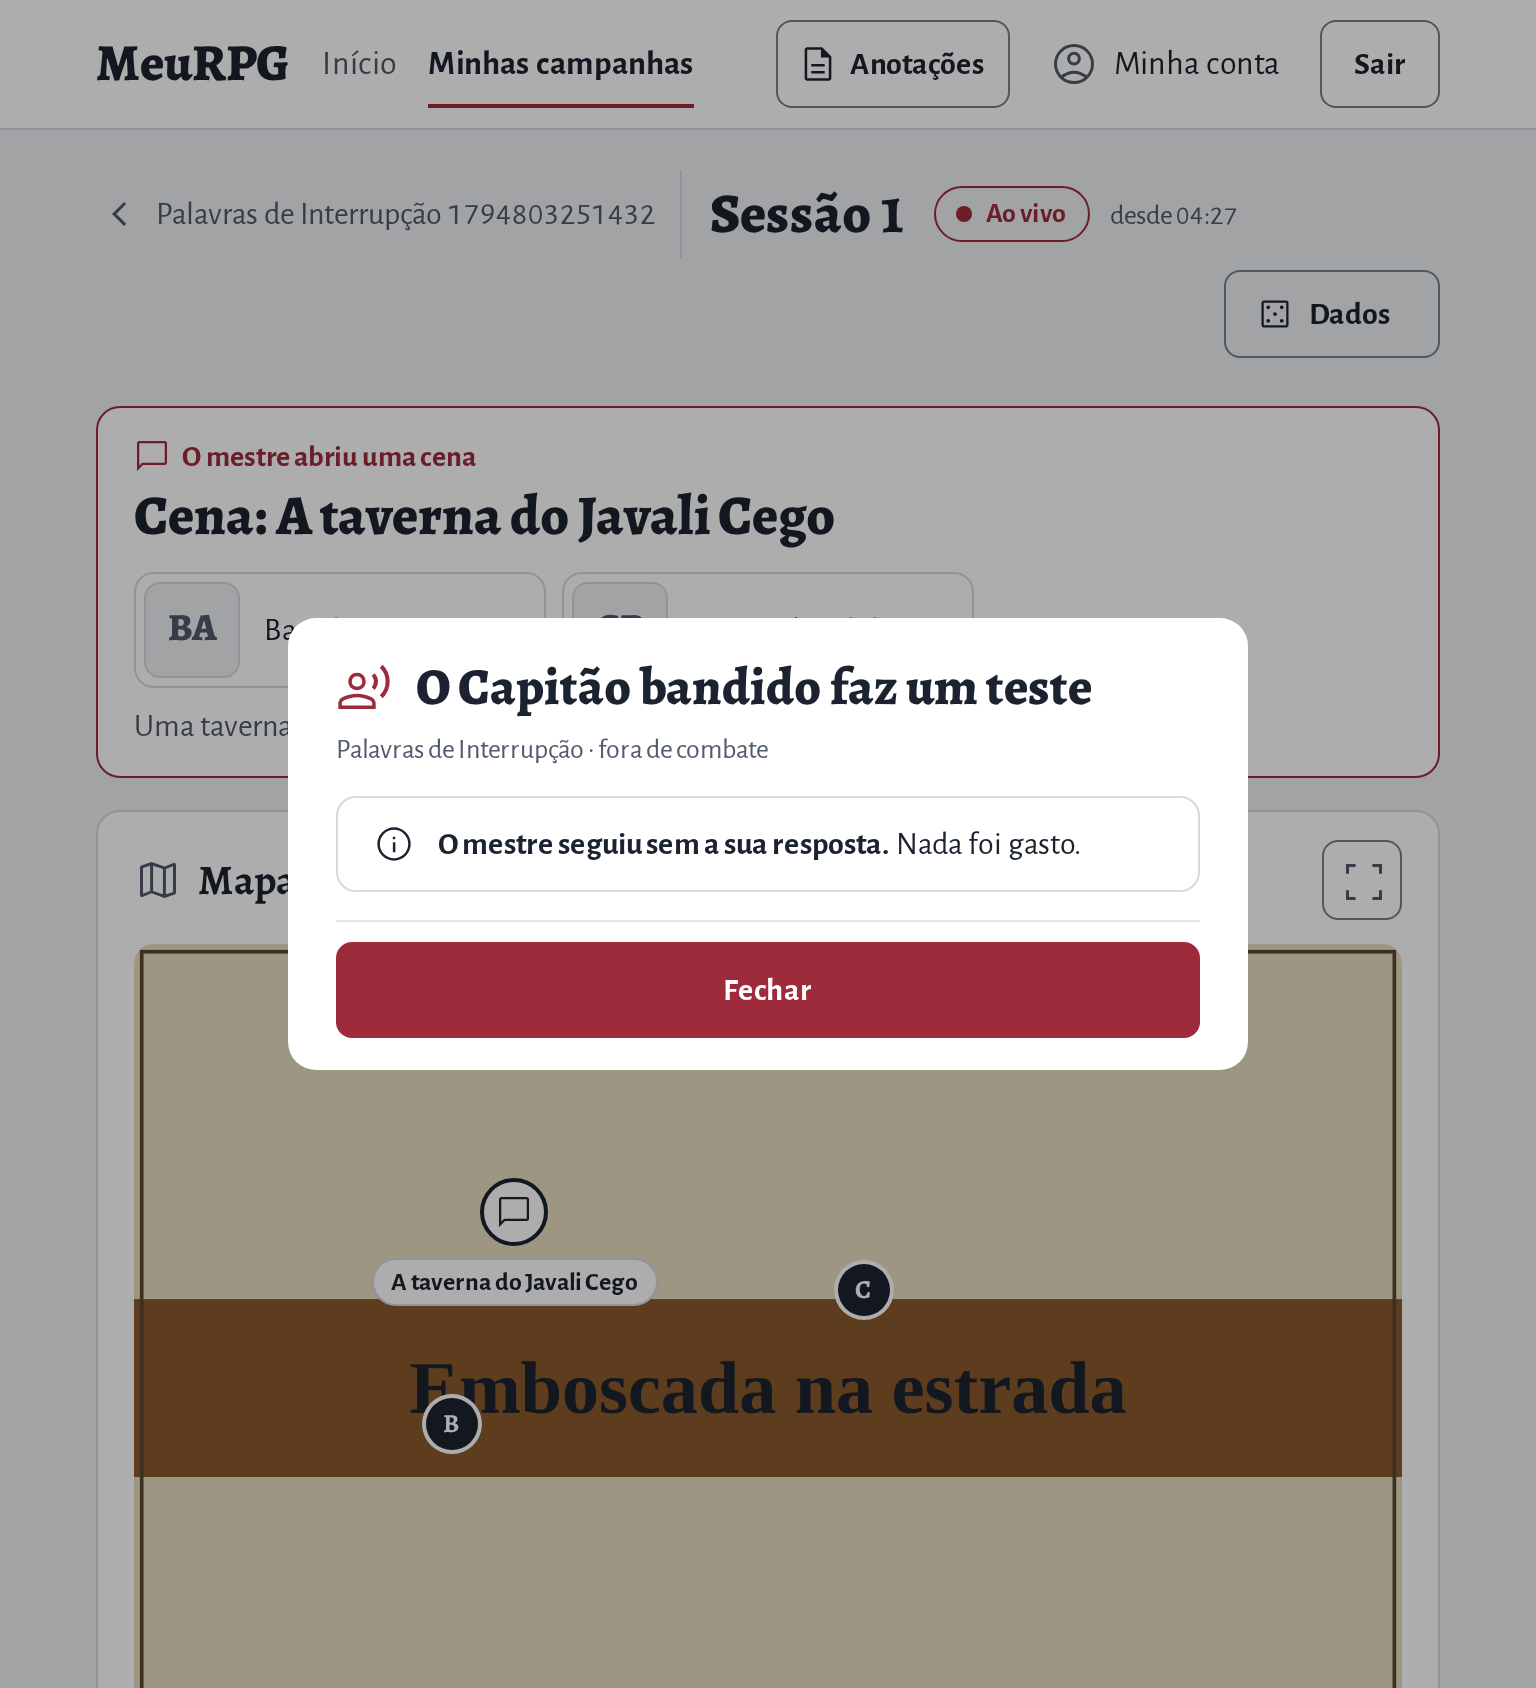 MeuRPG Início Minhas campanhas Anotações Minha conta Sair
Palavras de Interrupção 1794803251432 Sessão 1 Ao vivo desde 04:27
Dados
O mestre abriu uma cena
Cena: A taverna do Javali Cego
BA
O Capitão bandido faz um teste
Palavras de Interrupção · fora de combate
Uma taverna
O mestre seguiu sem a sua resposta. Nada foi gasto.
Mapa
Fechar
A taverna do Javali Cego
C
Emboscada na estrada
B